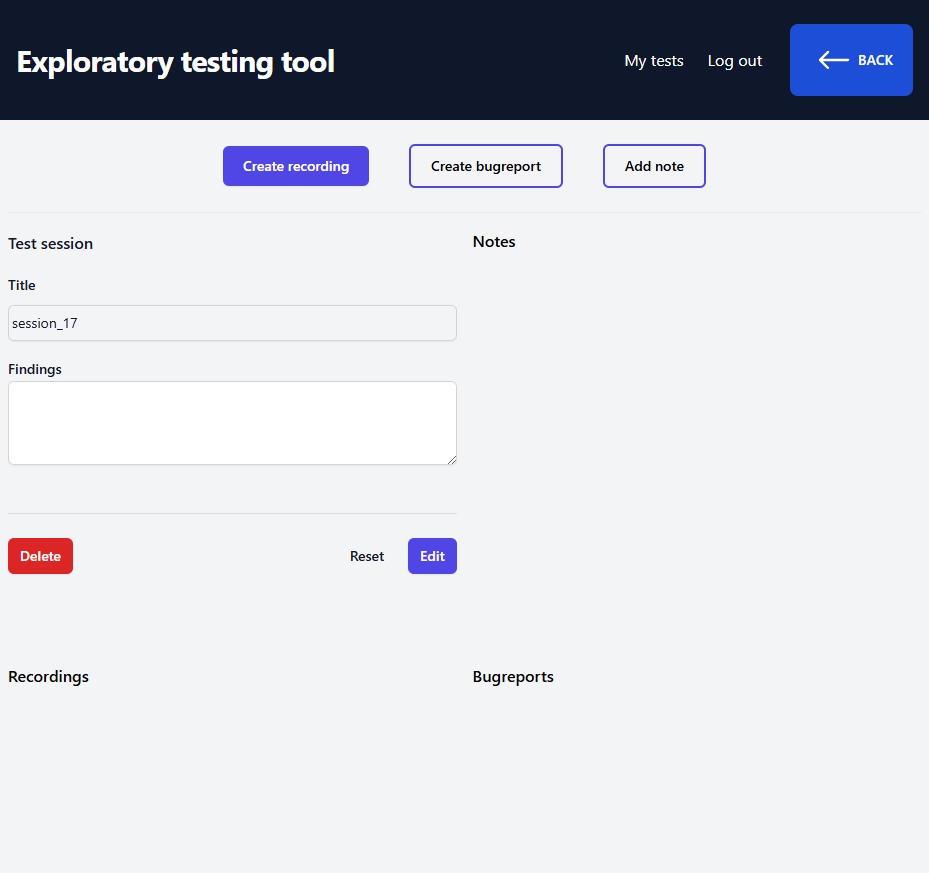 Exploratory testing tool
My tests
Log out
BACK
Create recording
Create bugreport
Add note
Test session
Title
session_17
Findings
Delete
Reset
Edit
Notes
Recordings
Bugreports